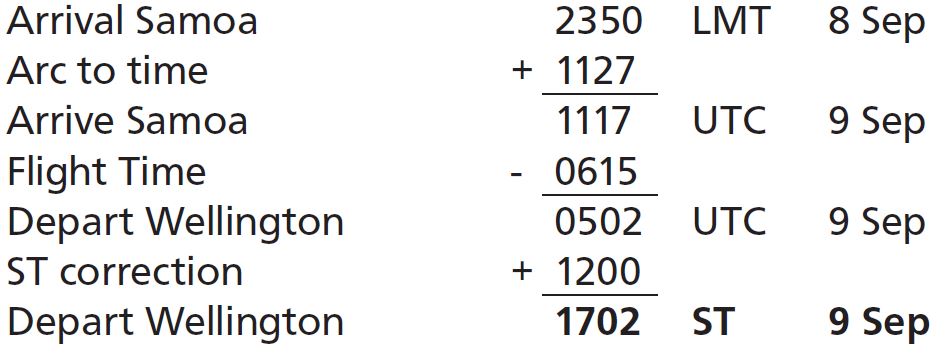 Arrival Samoa 2350 LMT 8 Sep
Arc to time + 1127
Arrive Samoa 1117 UTC 9 Sep
Flight Time - 0615
Depart Wellington 0502 UTC 9 Sep
ST correction + 1200
Depart Wellington 1702 ST 9 Sep